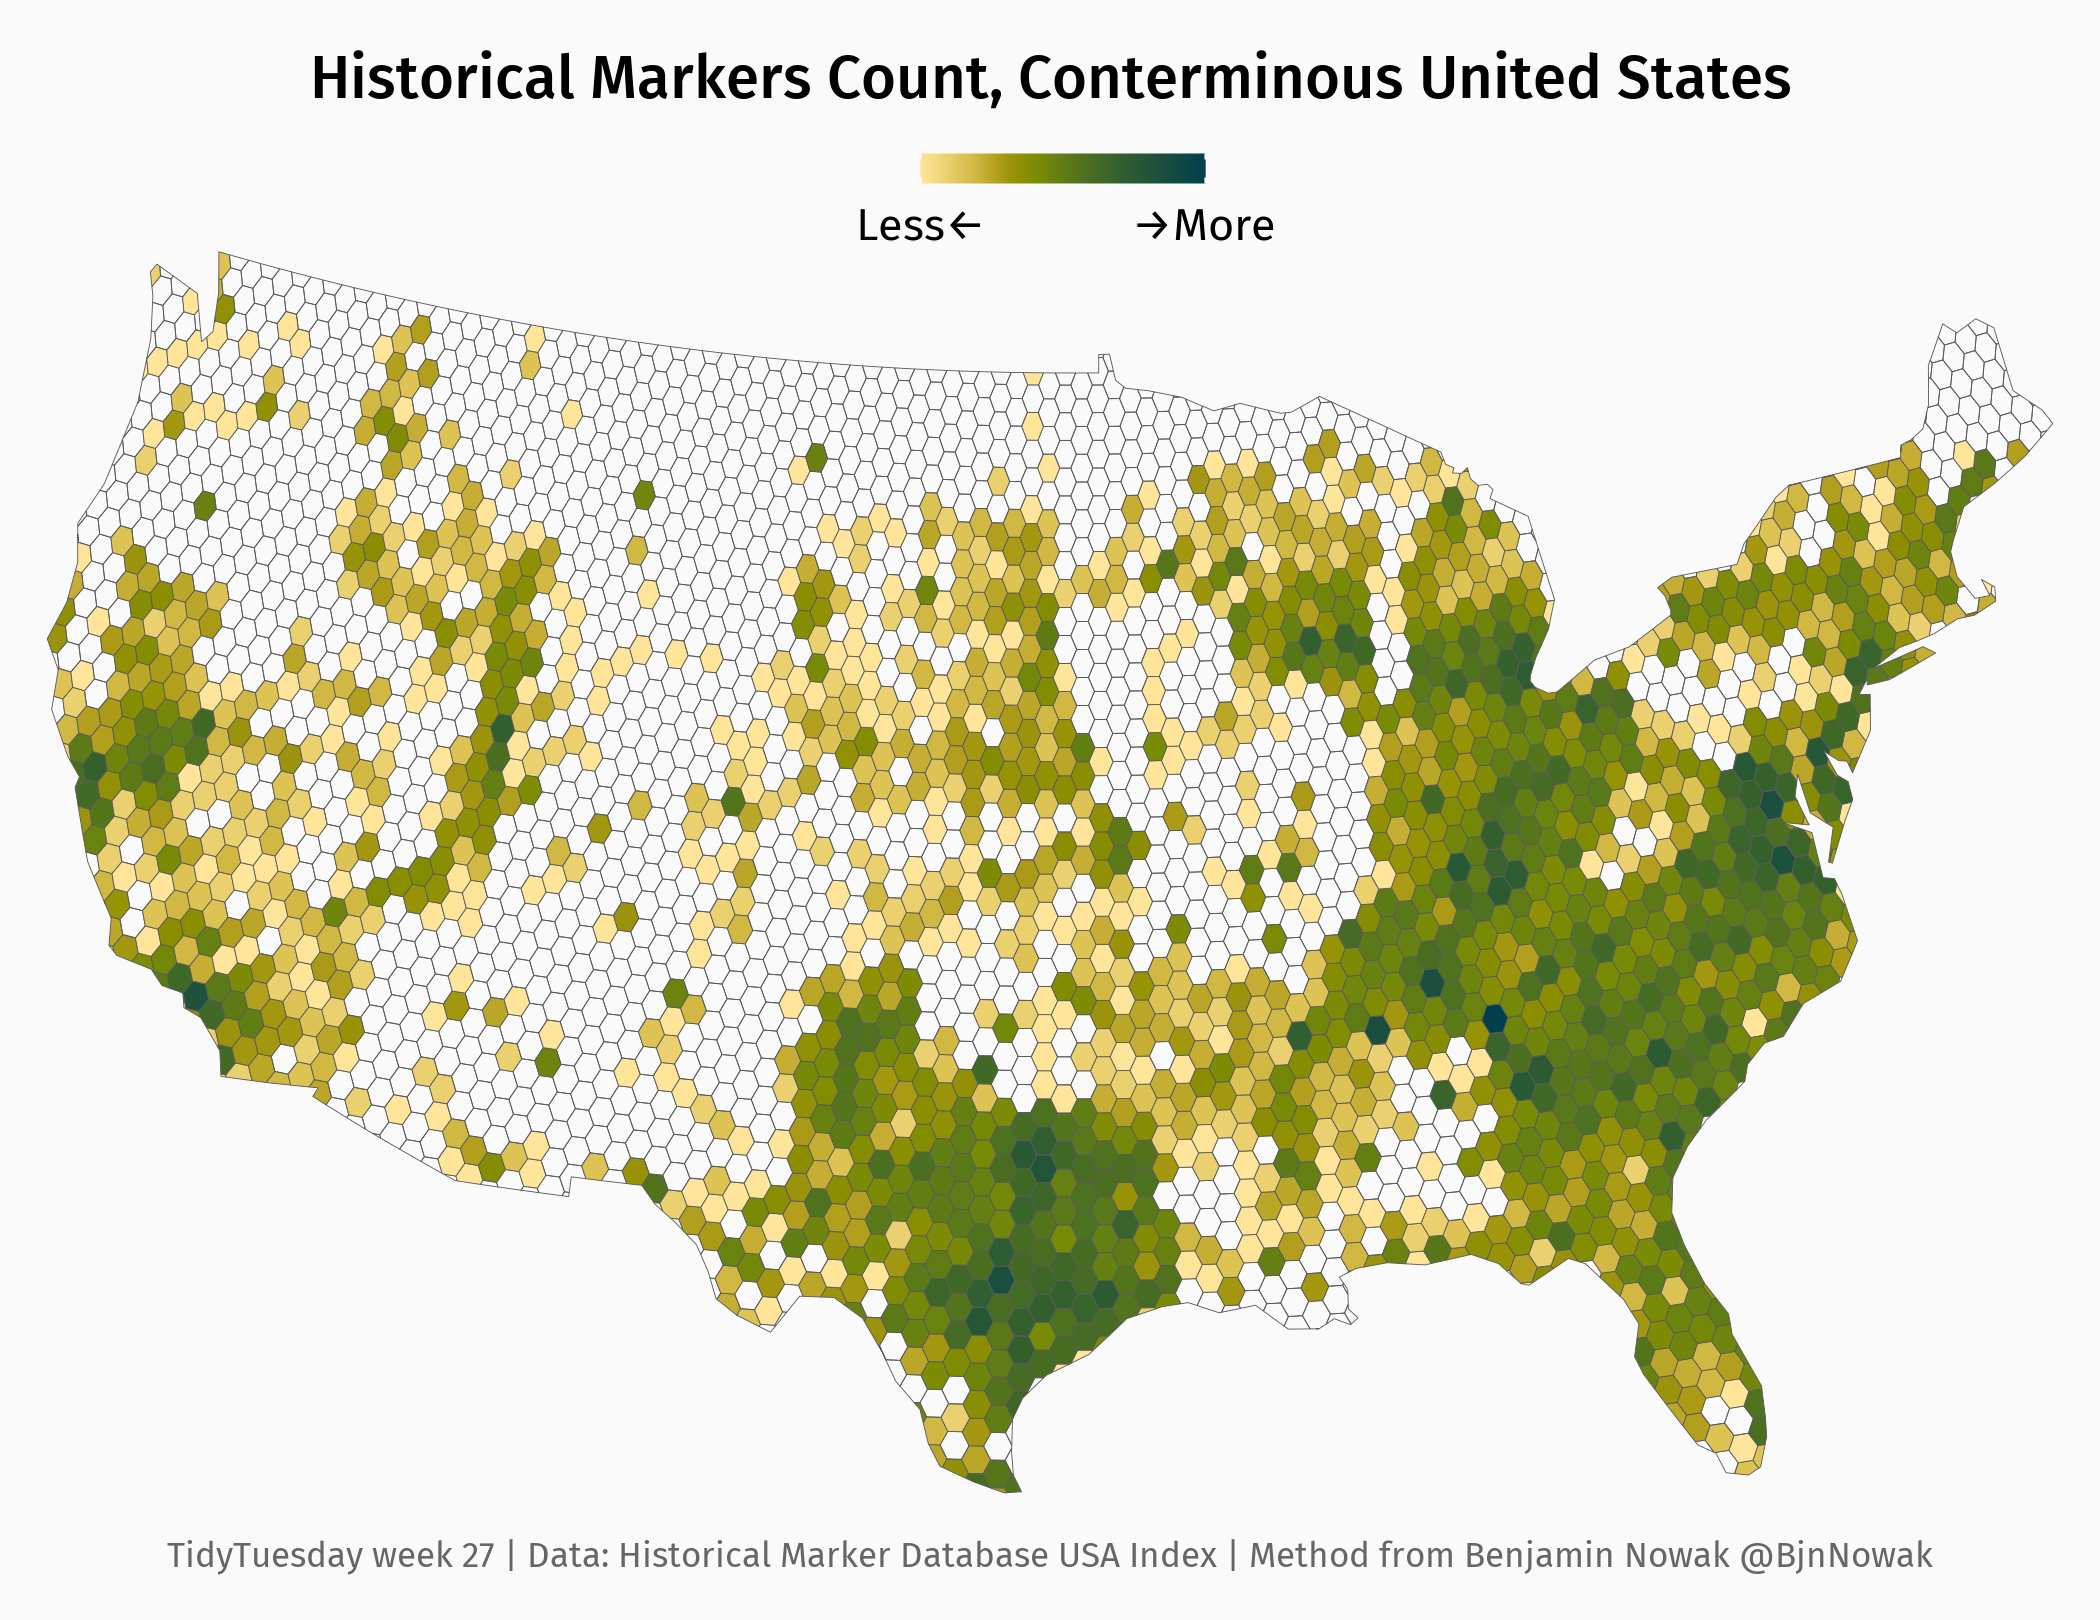 Historical Markers Count, Conterminous United States
Less← →More
TidyTuesday week 27 | Data: Historical Marker Database USA Index | Method from Benjamin Nowak @BjnNowak